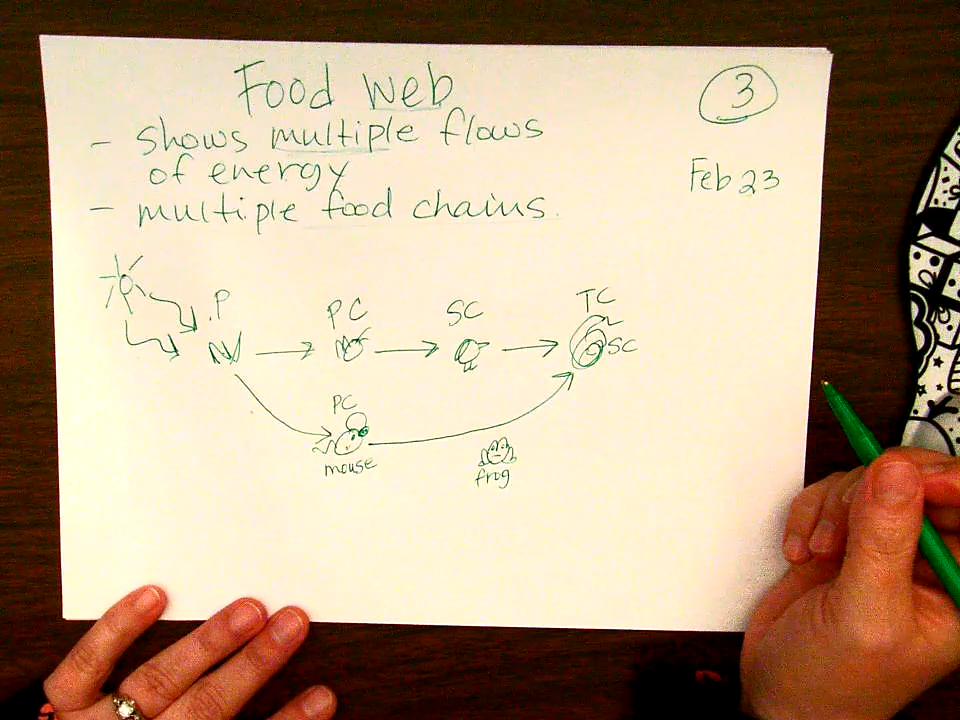 Food web
③
- shows multiple flows
of energy
Feb 23
- multiple food chains.
P
PC
SC
TC
SC
PC
mouse
frog